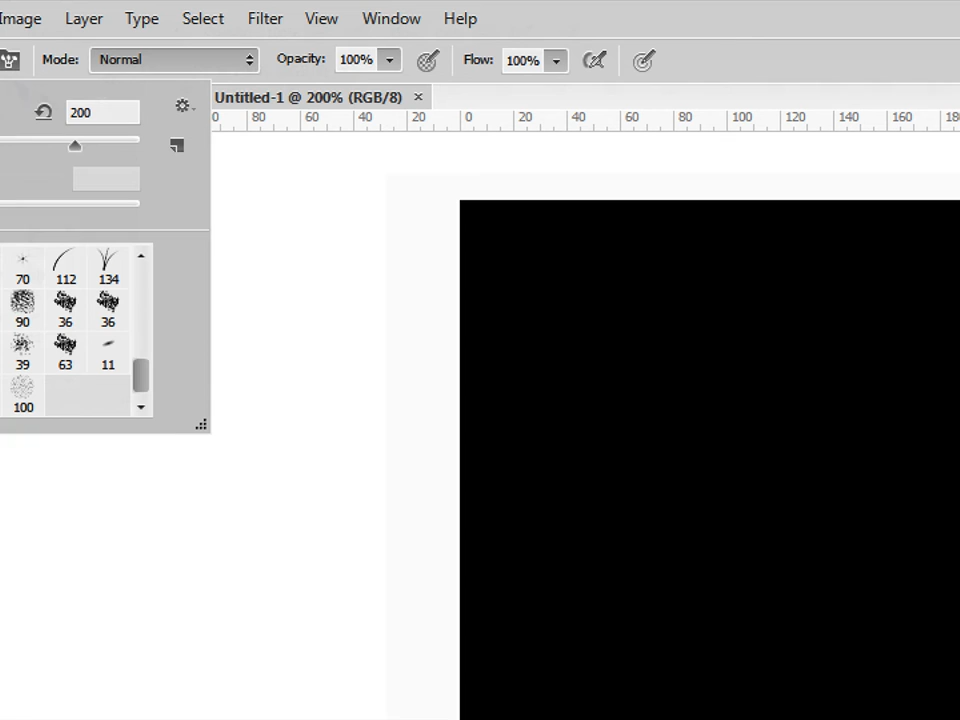 Image Layer Type Select Filter View Window Help
Mode: Normal Opacity: 100% Flow: 100%
Untitled-1 @ 200% (RGB/8) ×
200
0 80 60 40 20 0 20 40 60 80 100 120 140 160 180
70 112 134
90 36 36
39 63 11
100